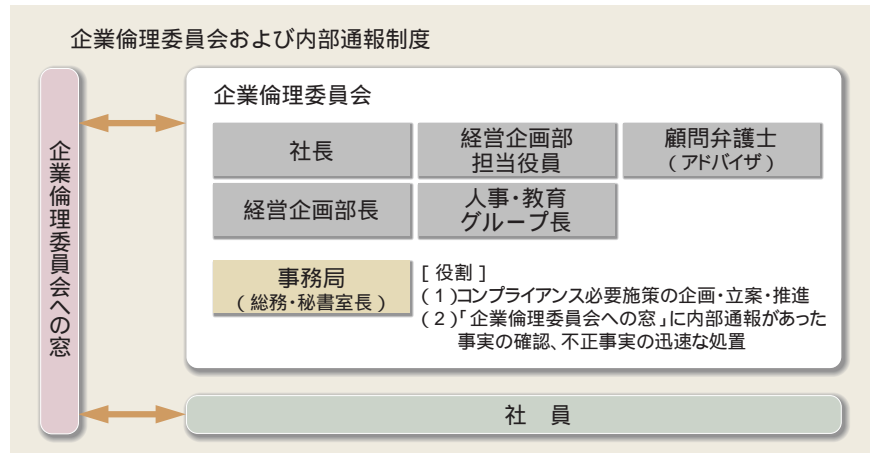 企業倫理委員会および内部通報制度
企業倫理委員会への窓
企業倫理委員会
社長
経営企画部
担当役員
顧問弁護士
(アドバイザ)
経営企画部長
人事・教育
グループ長
事務局
(総務・秘書室長)
[役割]
(1)コンプライアンス必要施策の企画・立案・推進
(2)「企業倫理委員会への窓」に内部通報があった
事実の確認、不正事実の迅速な処置
社 員